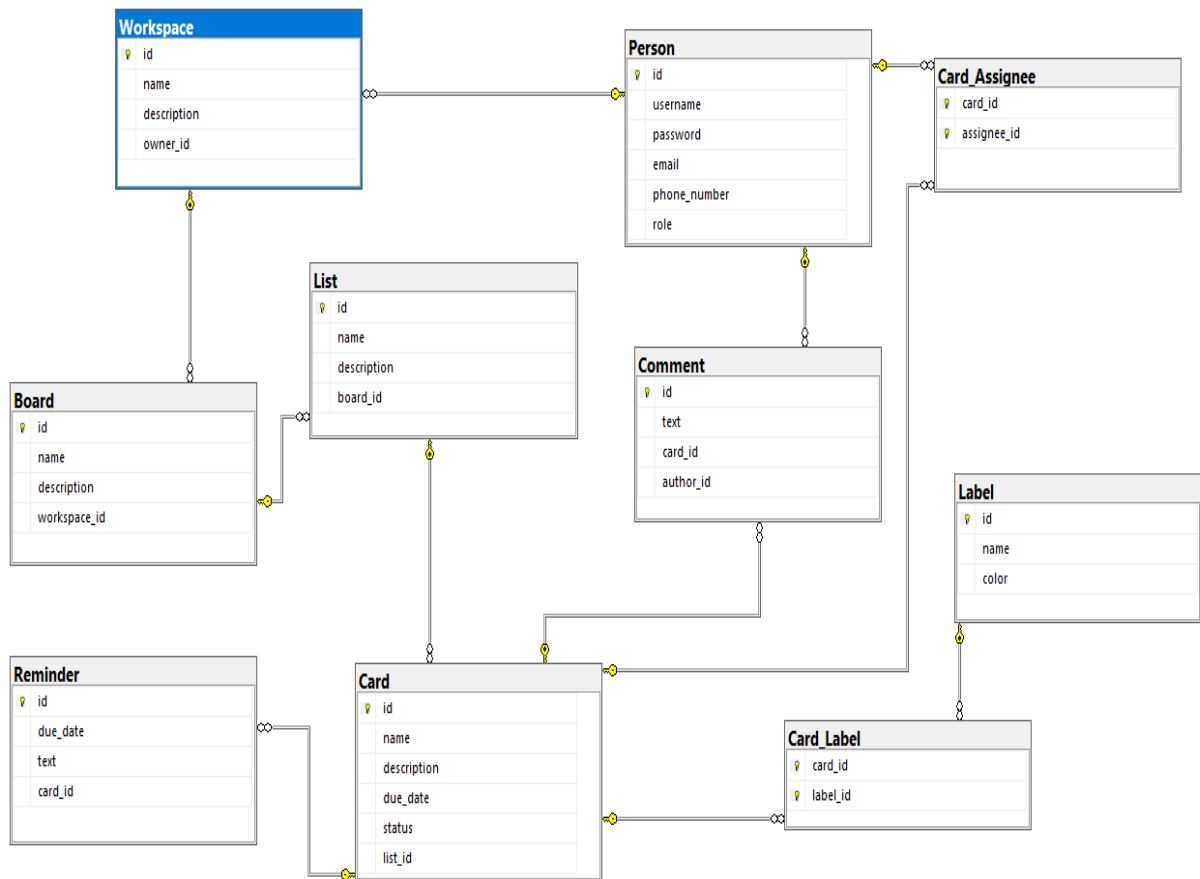 Workspace
id
name
description
owner_id
Person
id
username
password
email
phone_number
role
Card_Assignee
card_id
assignee_id
List
id
name
description
board_id
Board
id
name
description
workspace_id
Comment
id
text
card_id
author_id
Label
id
name
color
Reminder
id
due_date
text
card_id
Card
id
name
description
due_date
status
list_id
Card_Label
card_id
label_id